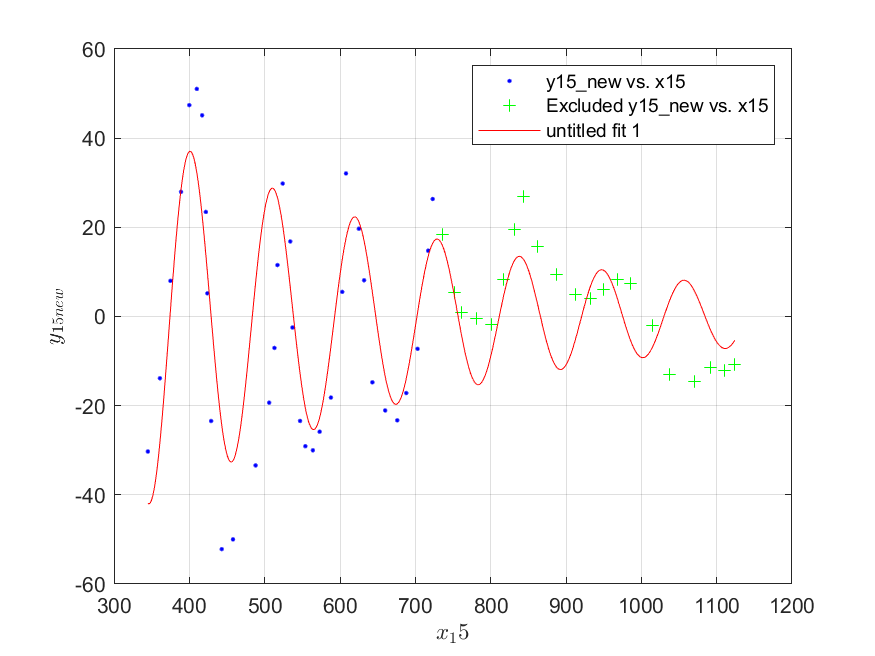 60
40
20
0
-20
-40
-60
300 400 500 600 700 800 900 1000 1100 1200
y15_new vs. x15
Excluded y15_new vs. x15
untitled fit 1
y₁₅ₙₑw
x₁5